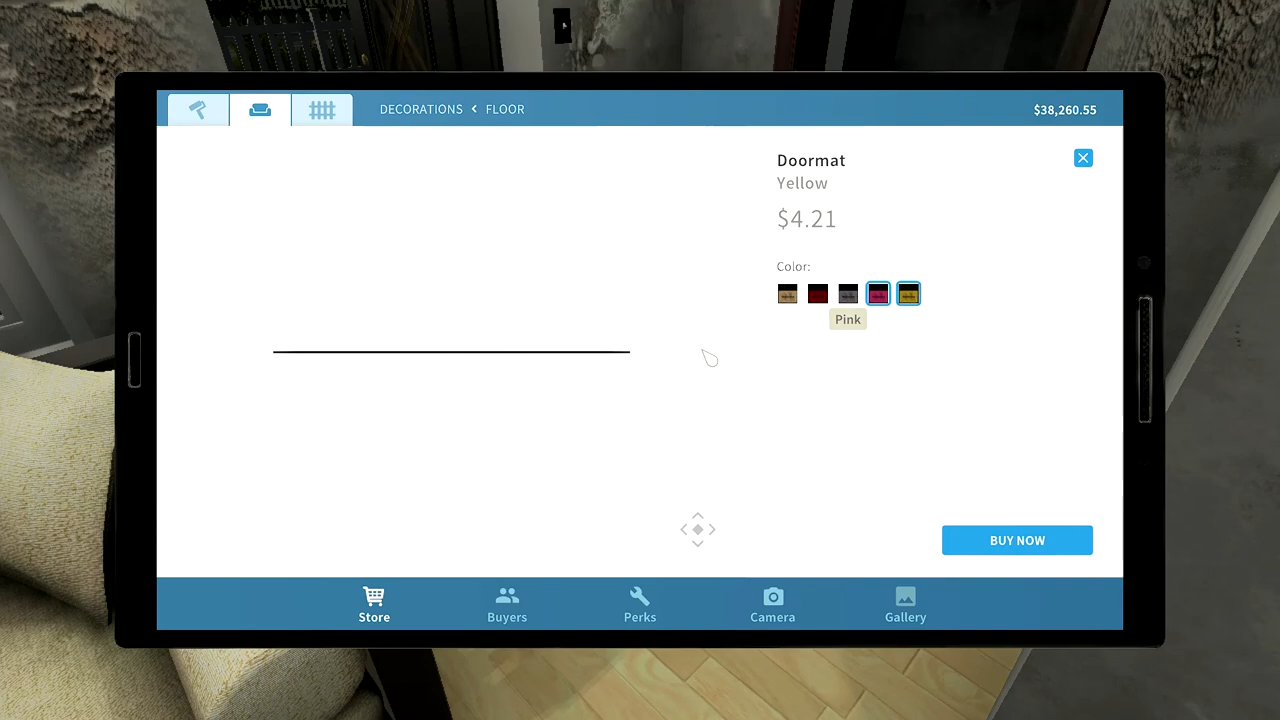 DECORATIONS < FLOOR
$38,260.55
Doormat
Yellow
$4.21
Color:
Pink
BUY NOW
Store
Buyers
Perks
Camera
Gallery